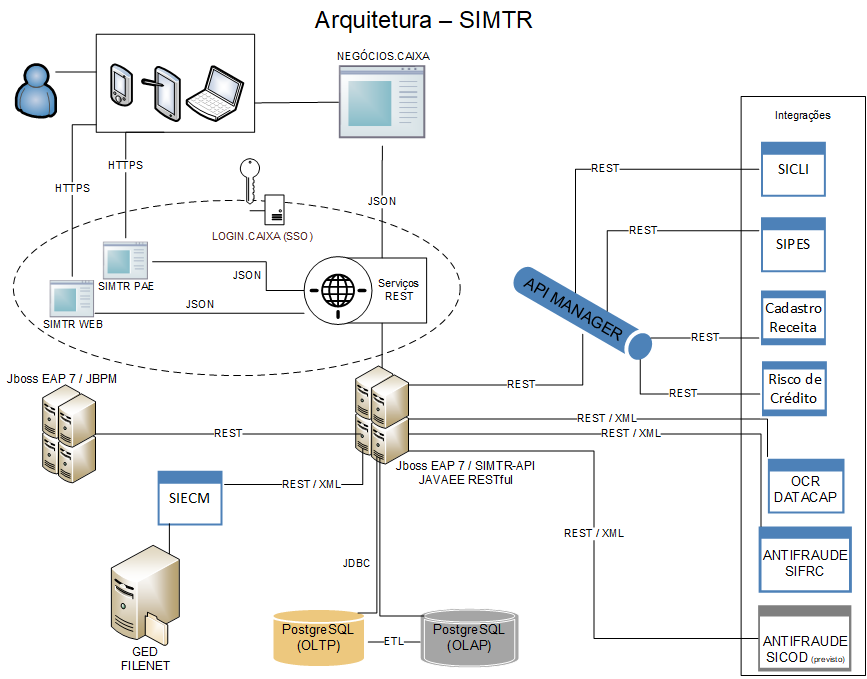 Arquitetura – SIMTR
NEGÓCIOS.CAIXA
Integrações
HTTPS
HTTPS
JSON
REST
SICLI
LOGIN.CAIXA (SSO)
REST
SIPES
SIMTR PAE
JSON
Serviços
REST
API MANAGER
JSON
SIMTR WEB
REST
Cadastro
Receita
Jboss EAP 7 / JBPM
REST
REST
Risco de
Crédito
REST / XML
REST
REST / XML
Jboss EAP 7 / SIMTR-API
JAVAEE RESTful
SIECM
REST / XML
OCR
DATACAP
REST / XML
JDBC
ANTIFRAUDE
SIFRC
PostgreSQL
(OLTP)
ETL
PostgreSQL
(OLAP)
GED
FILENET
ANTIFRAUDE
SICOD (previsto)